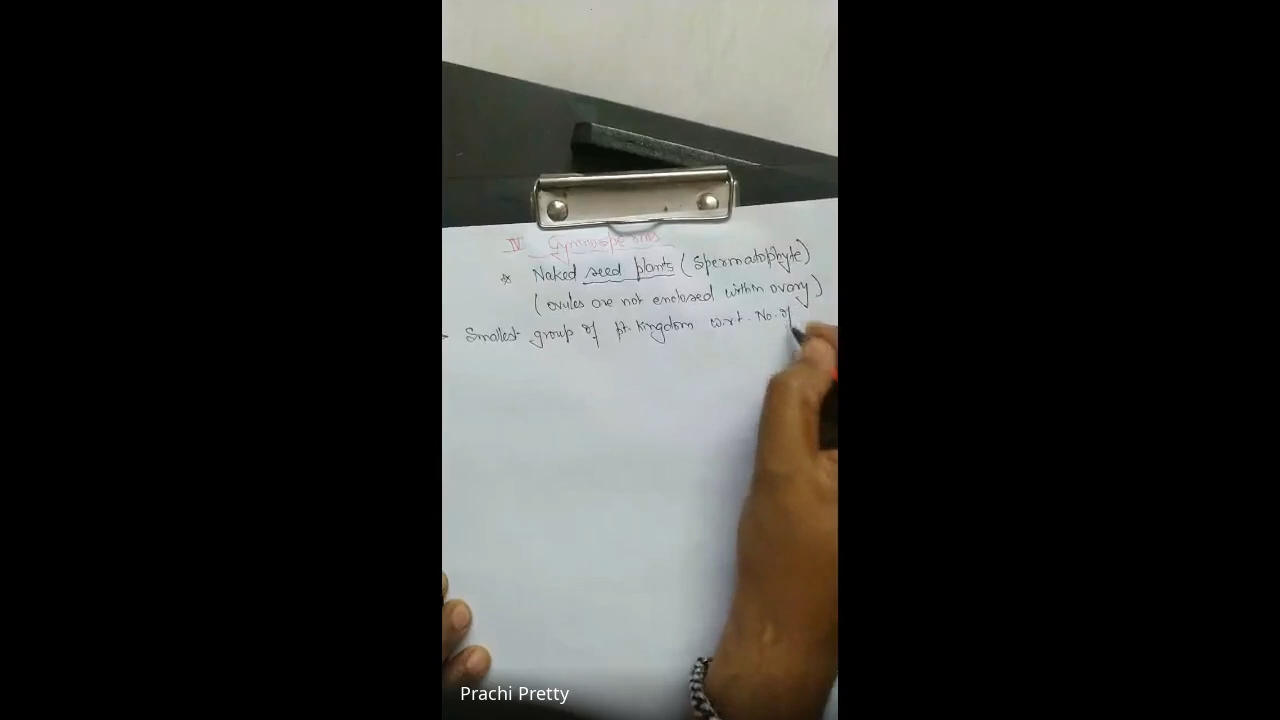 IV Gymnosperms
* Naked seed plants (Spermatophyte)
(ovules are not enclosed within ovary)
Smallest group of pt. kingdom w.r.t. No. of
Prachi Pretty